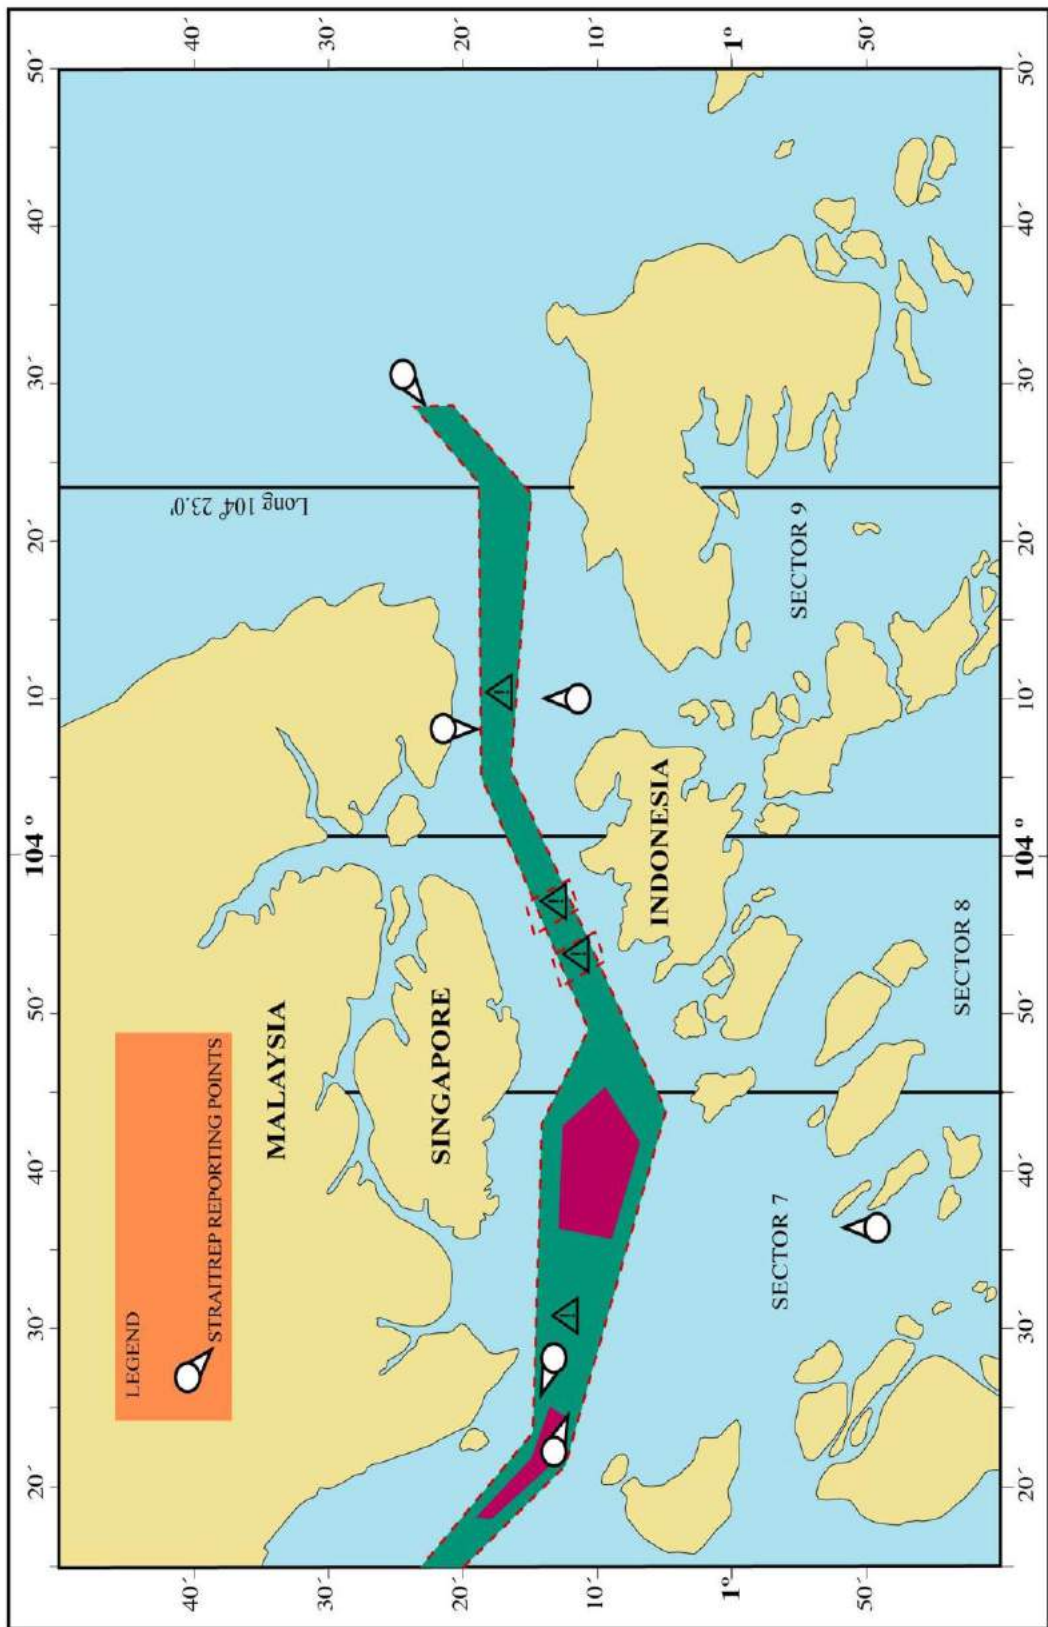 20´ 30´ 40´ 50´ 104° 10´ 20´ 30´ 40´ 50´
LEGEND
STRAITREP REPORTING POINTS
40´
40´
30´
30´
MALAYSIA
Long 104° 23.0'
20´
20´
SINGAPORE
10´
10´
INDONESIA
1°
1°
SECTOR 7
SECTOR 9
50´
50´
SECTOR 8
20´ 30´ 40´ 50´ 104° 10´ 20´ 30´ 40´ 50´